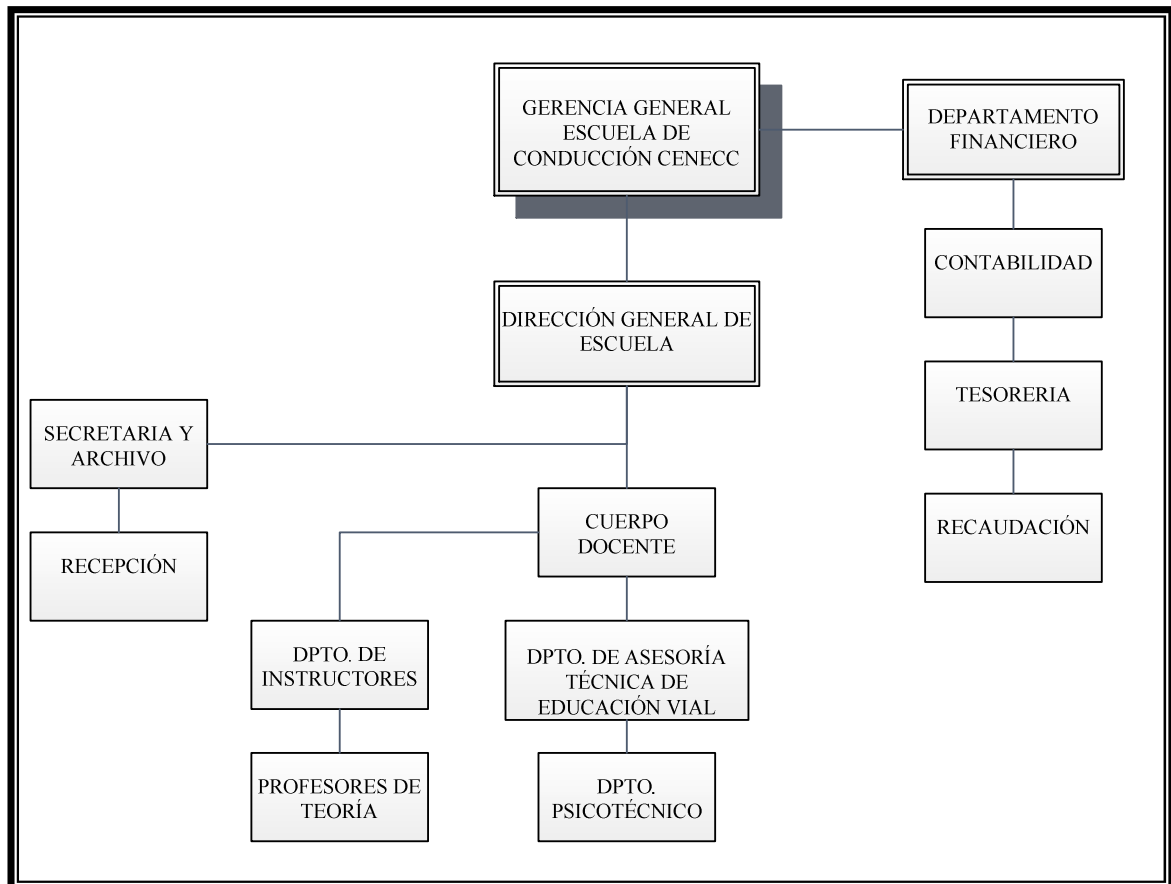 GERENCIA GENERAL
ESCUELA DE
CONDUCCIÓN CENECC
DEPARTAMENTO
FINANCIERO
CONTABILIDAD
DIRECCIÓN GENERAL DE
ESCUELA
TESORERIA
SECRETARIA Y
ARCHIVO
CUERPO
DOCENTE
RECAUDACIÓN
RECEPCIÓN
DPTO. DE
INSTRUCTORES
DPTO. DE ASESORÍA
TÉCNICA DE
EDUCACIÓN VIAL
PROFESORES DE
TEORÍA
DPTO.
PSICOTÉCNICO